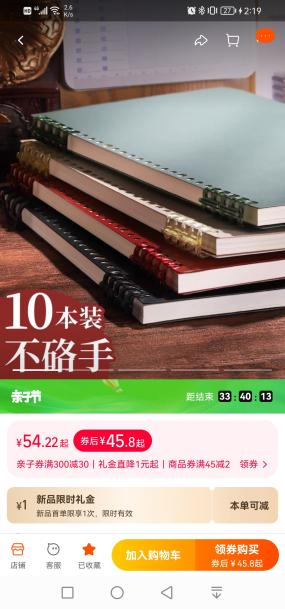 HD 4G 2.6 K/s 27 2:19
10本装
不硌手
亲子节 距结束 33:40:13
¥54.22起 券后¥45.8起
亲子券满300减30 | 礼金直降1元起 | 商品券满45减2 领券 >
¥1 新品限时礼金 本单可减
新品首单限享1次，限时有效
加入购物车 领券购买
券后 ¥45.8起
店铺 客服 已收藏